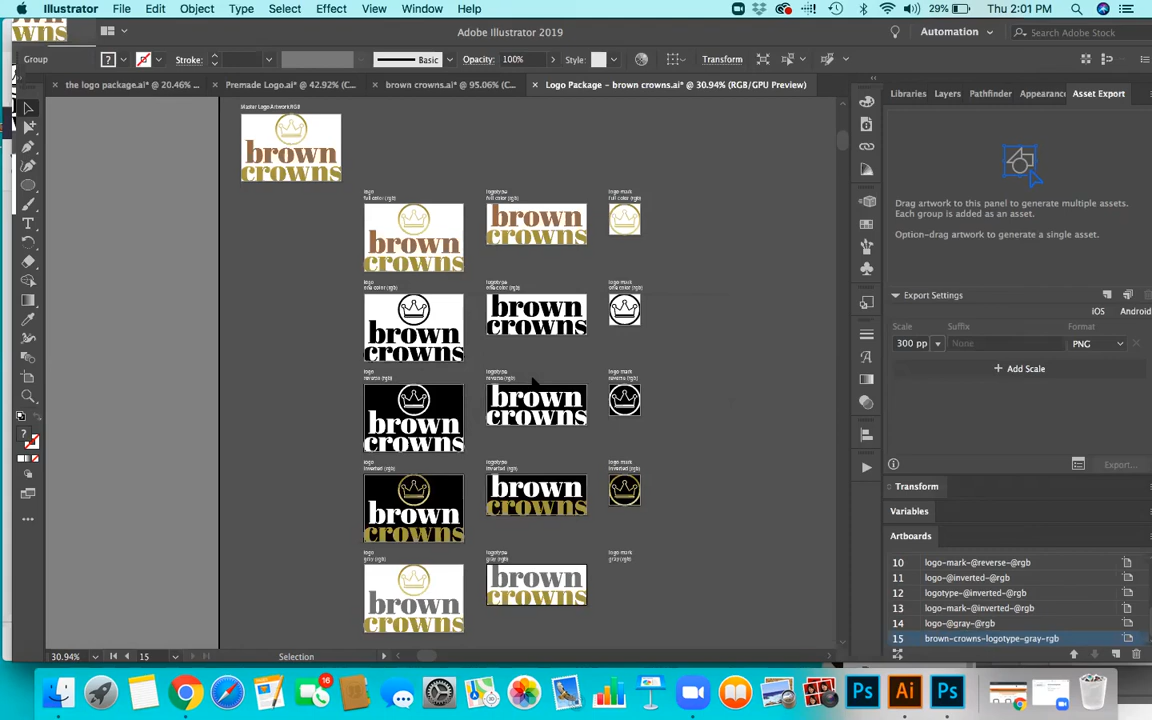 Illustrator File Edit Object Type Select Effect View Window Help 29% Thu 2:01 PM
wns
Adobe Illustrator 2019 Automation Search Adobe Stock
Group ? Stroke: Basic Opacity: 100% Style: Transform
the logo package.ai* @ 20.46% ... Premade Logo.ai* @ 42.92% (C... brown crowns.ai* @ 95.06% (C... Logo Package – brown crowns.ai* @ 30.94% (RGB/GPU Preview)
Libraries Layers Pathfinder Appearance Asset Export
Master Logo Artwork RGB
brown
crowns
Drag artwork to this panel to generate multiple assets.
Each group is added as an asset.
Option-drag artwork to generate a single asset.
logo
full color (rgb)
logotype
full color (rgb)
logo mark
full color (rgb)
brown
crowns
brown
crowns
logo
one color (rgb)
logotype
one color (rgb)
logo mark
one color (rgb)
brown
crowns
brown
crowns
Export Settings
iOS Android
Scale Suffix Format
300 pp None PNG
+ Add Scale
logo
reverse (rgb)
logotype
reverse (rgb)
logo mark
reverse (rgb)
brown
crowns
brown
crowns
logo
inverted (rgb)
logotype
inverted (rgb)
logo mark
inverted (rgb)
brown
crowns
brown
crowns
logo
gray (rgb)
logotype
gray (rgb)
logo mark
gray (rgb)
brown
crowns
brown
crowns
Export...
Transform
Variables
Artboards
10 logo-mark-@reverse-@rgb
11 logo-@inverted-@rgb
12 logotype-@inverted-@rgb
13 logo-mark-@inverted-@rgb
14 logo-@gray-@rgb
15 brown-crowns-logotype-gray-rgb
30.94% 15 Selection
16
Ps Ai Ps